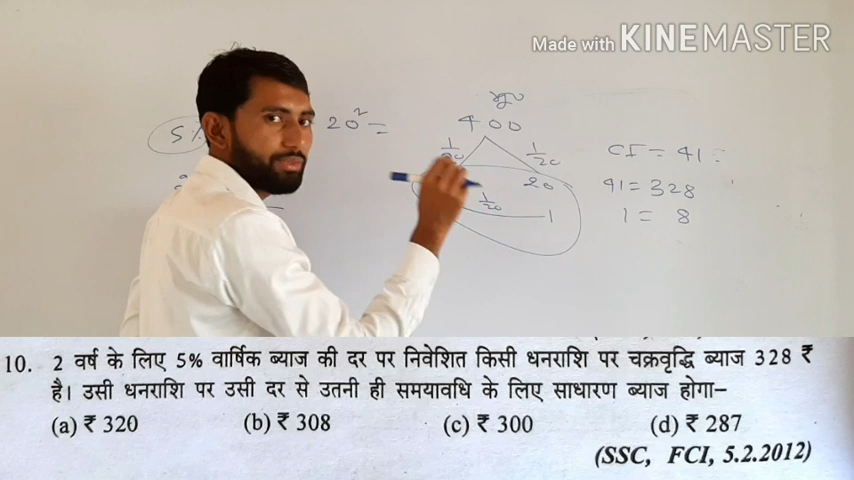 Made with KINEMASTER
मू०
5%
20² =
400
1/20
1/20
20
1/20
1
CI = 41 =
41 = 328
1 = 8
10. 2 वर्ष के लिए 5% वार्षिक ब्याज की दर पर निवेशित किसी धनराशि पर चक्रवृद्धि ब्याज 328 ₹
है। उसी धनराशि पर उसी दर से उतनी ही समयावधि के लिए साधारण ब्याज होगा–
(a) ₹ 320 (b) ₹ 308 (c) ₹ 300 (d) ₹ 287
(SSC, FCI, 5.2.2012)